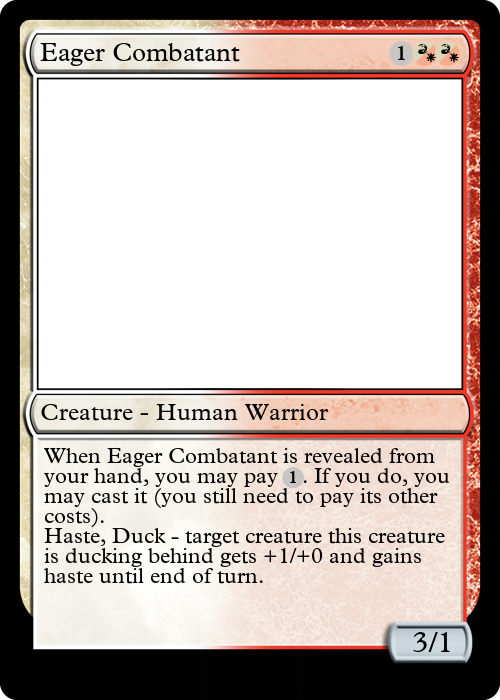 Eager Combatant 1
Creature - Human Warrior
When Eager Combatant is revealed from
your hand, you may pay 1. If you do, you
may cast it (you still need to pay its other
costs).
Haste, Duck - target creature this creature
is ducking behind gets +1/+0 and gains
haste until end of turn.
3/1